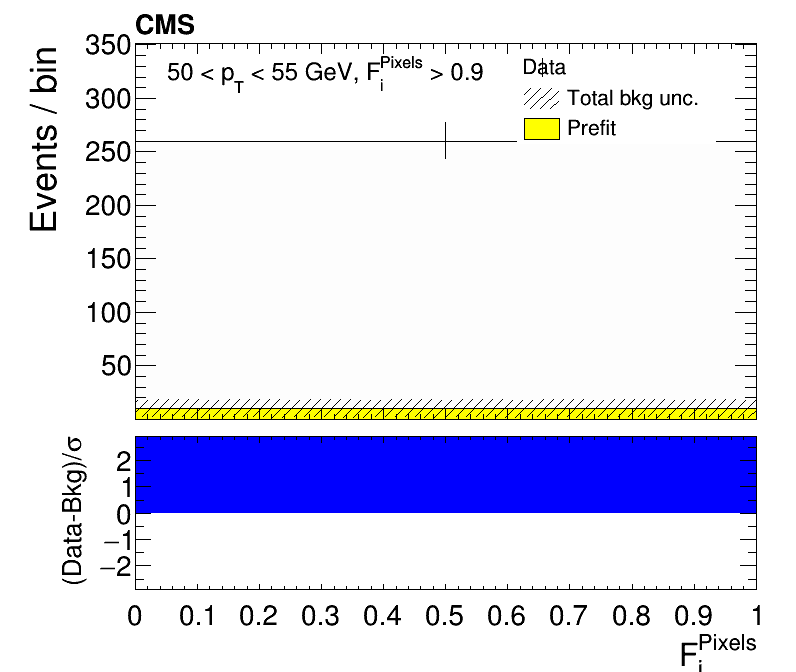 CMS
50 < p_T < 55 GeV, F_i^Pixels > 0.9
Data
Total bkg unc.
Prefit
Events / bin
350
300
250
200
150
100
50
(Data-Bkg)/σ
2
1
0
−1
−2
0 0.1 0.2 0.3 0.4 0.5 0.6 0.7 0.8 0.9 1
F_i^Pixels